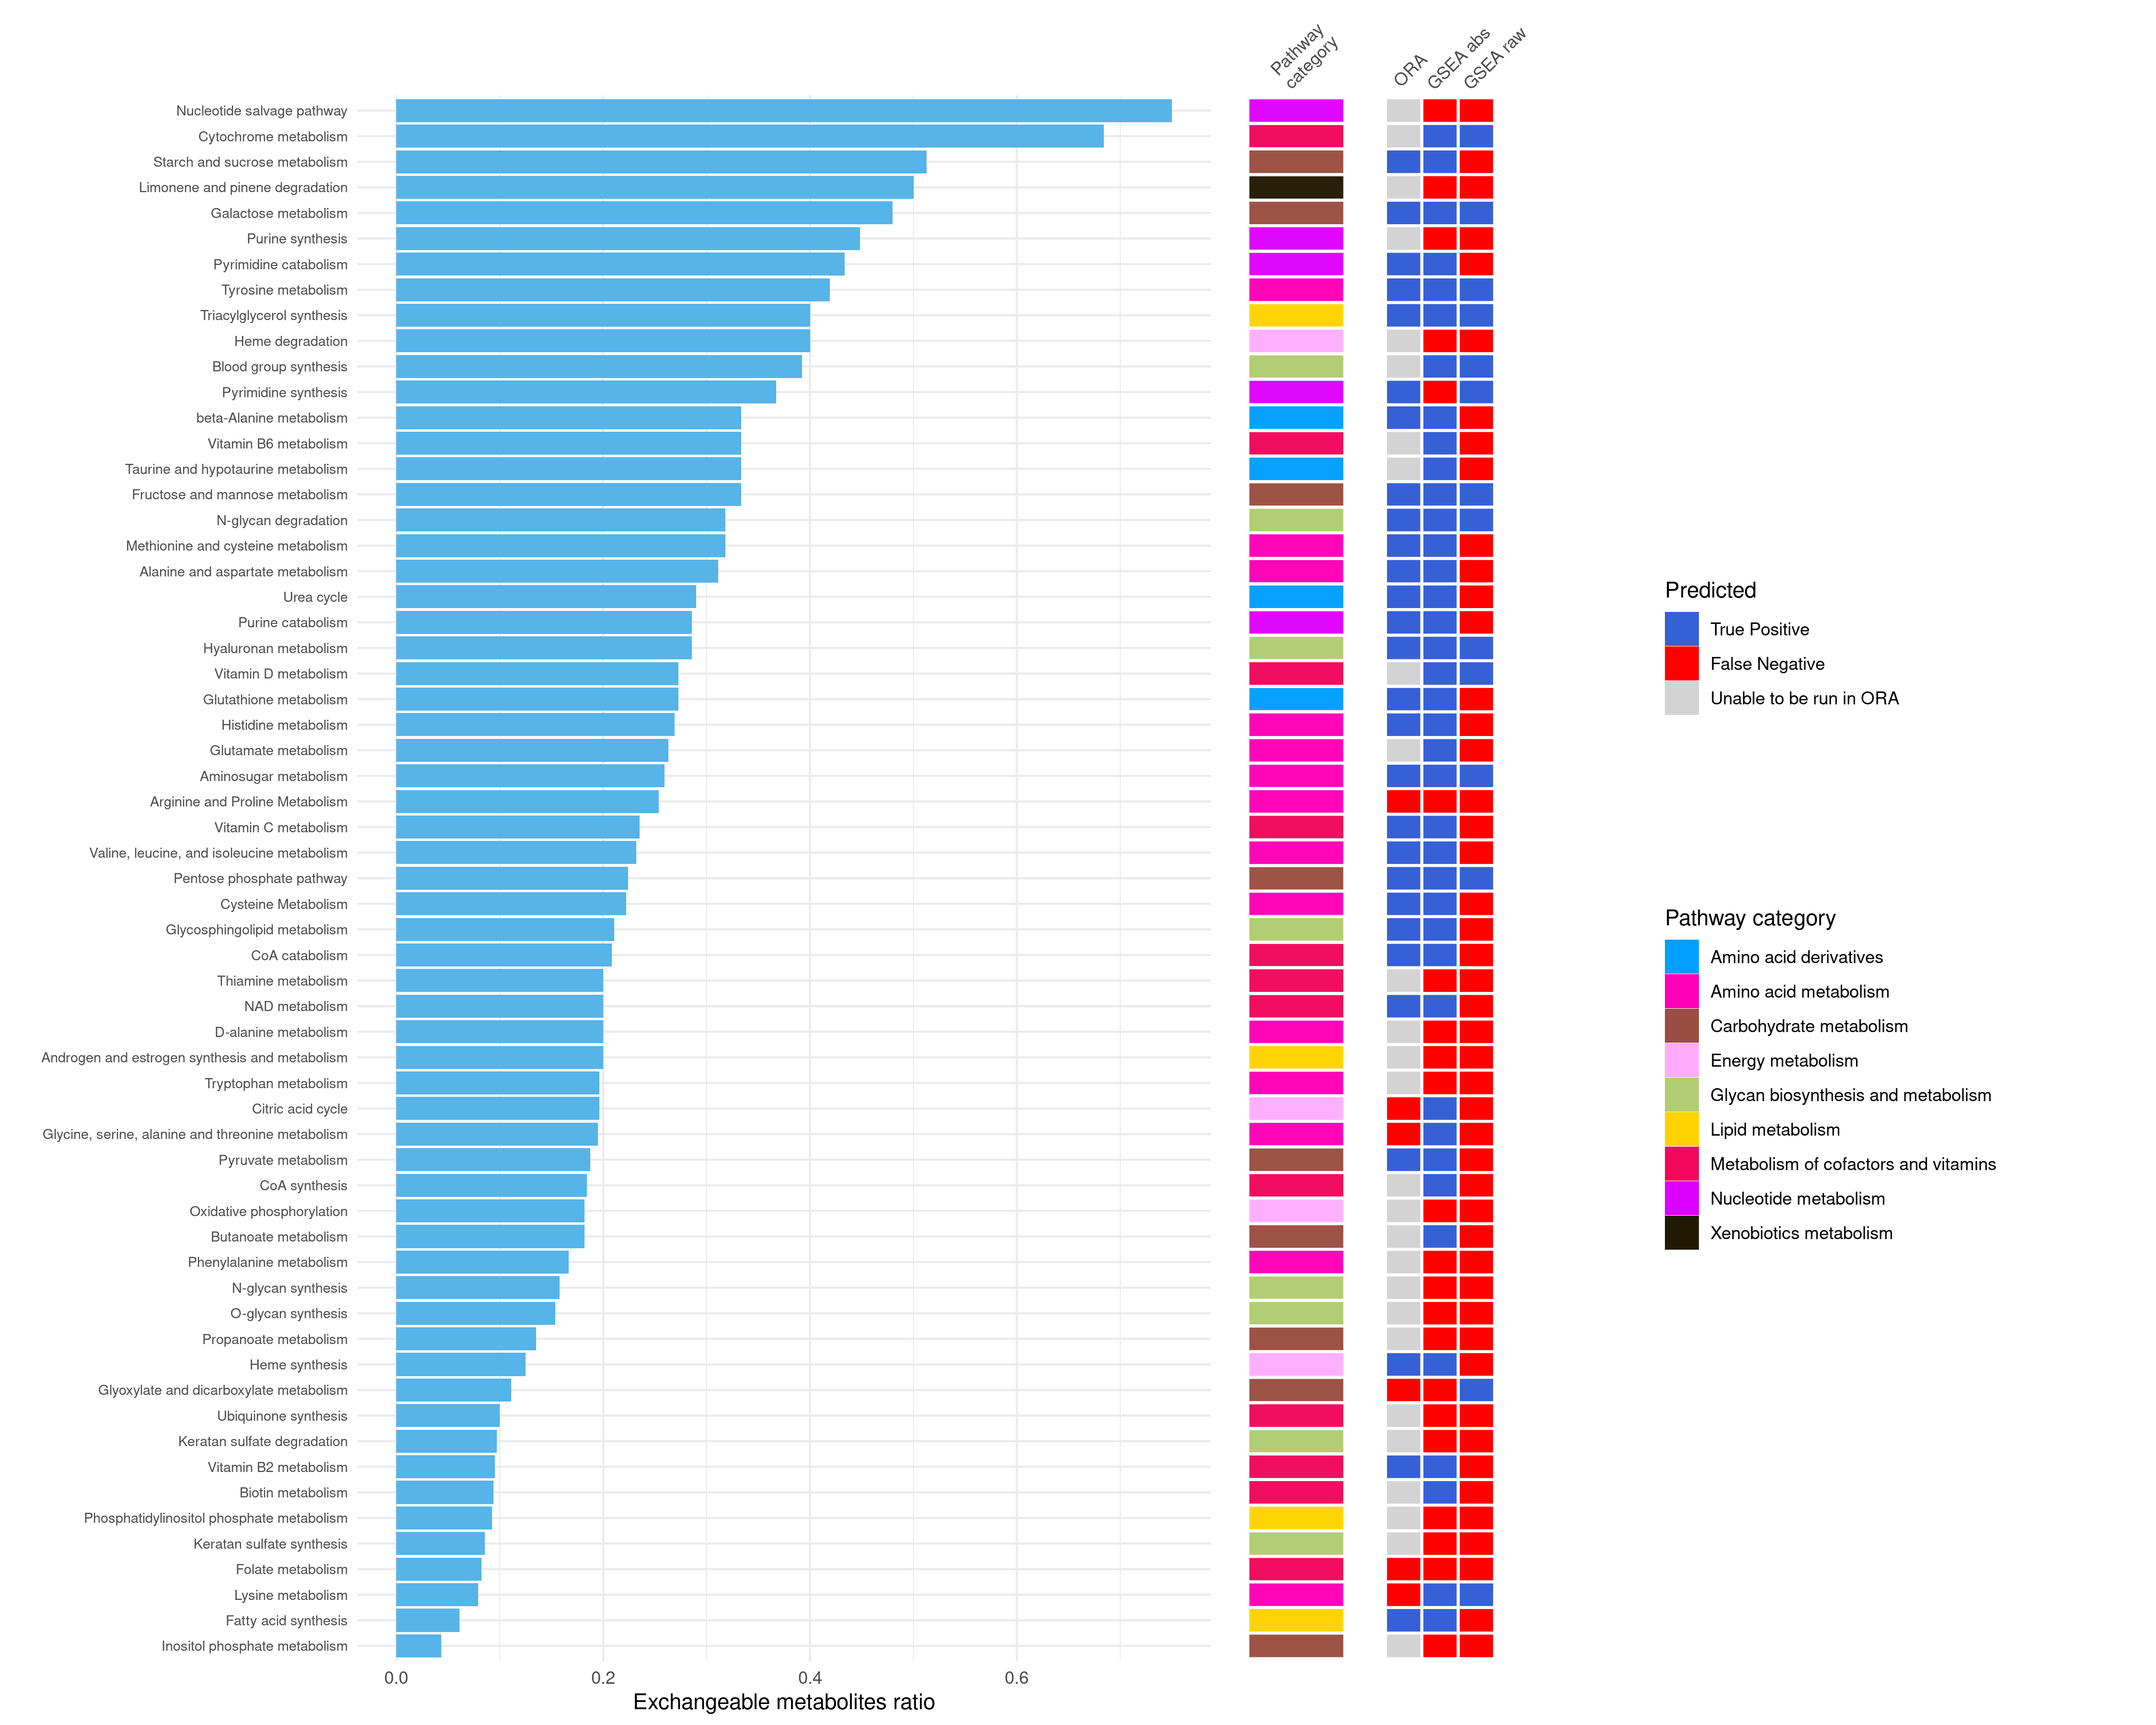 Pathway
category
ORA
GSEA abs
GSEA raw
Nucleotide salvage pathway
Cytochrome metabolism
Starch and sucrose metabolism
Limonene and pinene degradation
Galactose metabolism
Purine synthesis
Pyrimidine catabolism
Tyrosine metabolism
Triacylglycerol synthesis
Heme degradation
Blood group synthesis
Pyrimidine synthesis
beta-Alanine metabolism
Vitamin B6 metabolism
Taurine and hypotaurine metabolism
Fructose and mannose metabolism
N-glycan degradation
Methionine and cysteine metabolism
Alanine and aspartate metabolism
Urea cycle
Purine catabolism
Hyaluronan metabolism
Vitamin D metabolism
Glutathione metabolism
Histidine metabolism
Glutamate metabolism
Aminosugar metabolism
Arginine and Proline Metabolism
Vitamin C metabolism
Valine, leucine, and isoleucine metabolism
Pentose phosphate pathway
Cysteine Metabolism
Glycosphingolipid metabolism
CoA catabolism
Thiamine metabolism
NAD metabolism
D-alanine metabolism
Androgen and estrogen synthesis and metabolism
Tryptophan metabolism
Citric acid cycle
Glycine, serine, alanine and threonine metabolism
Pyruvate metabolism
CoA synthesis
Oxidative phosphorylation
Butanoate metabolism
Phenylalanine metabolism
N-glycan synthesis
O-glycan synthesis
Propanoate metabolism
Heme synthesis
Glyoxylate and dicarboxylate metabolism
Ubiquinone synthesis
Keratan sulfate degradation
Vitamin B2 metabolism
Biotin metabolism
Phosphatidylinositol phosphate metabolism
Keratan sulfate synthesis
Folate metabolism
Lysine metabolism
Fatty acid synthesis
Inositol phosphate metabolism
0.0 0.2 0.4 0.6
Exchangeable metabolites ratio
Predicted
True Positive
False Negative
Unable to be run in ORA
Pathway category
Amino acid derivatives
Amino acid metabolism
Carbohydrate metabolism
Energy metabolism
Glycan biosynthesis and metabolism
Lipid metabolism
Metabolism of cofactors and vitamins
Nucleotide metabolism
Xenobiotics metabolism